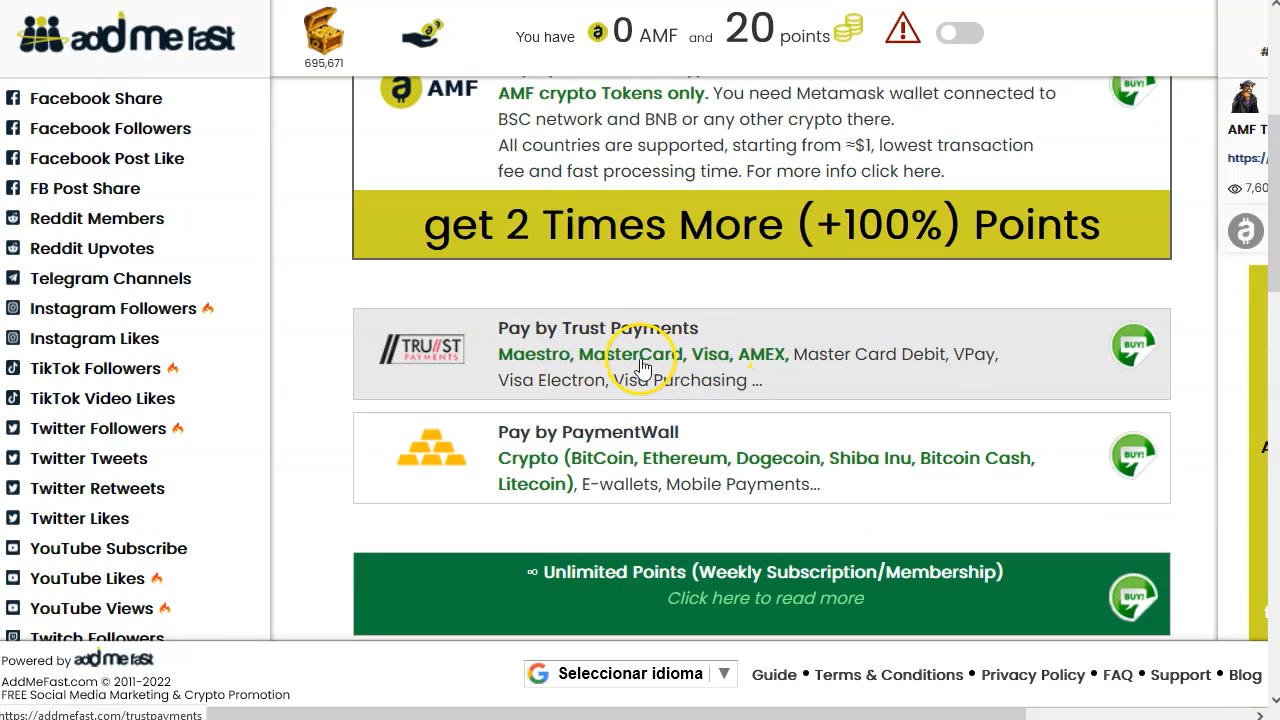 add me fast
695,671
You have 0 AMF and 20 points
#
Facebook Share
Facebook Followers
Facebook Post Like
FB Post Share
Reddit Members
Reddit Upvotes
Telegram Channels
Instagram Followers
Instagram Likes
TikTok Followers
TikTok Video Likes
Twitter Followers
Twitter Tweets
Twitter Retweets
Twitter Likes
YouTube Subscribe
YouTube Likes
YouTube Views
Twitch Followers
AMF
AMF crypto Tokens only. You need Metamask wallet connected to
BSC network and BNB or any other crypto there.
All countries are supported, starting from ≈$1, lowest transaction
fee and fast processing time. For more info click here.
BUY!
get 2 Times More (+100%) Points
TRU//ST
PAYMENTS
Pay by Trust Payments
Maestro, MasterCard, Visa, AMEX, Master Card Debit, VPay,
Visa Electron, Visa Purchasing ...
BUY!
Pay by PaymentWall
Crypto (BitCoin, Ethereum, Dogecoin, Shiba Inu, Bitcoin Cash,
Litecoin), E-wallets, Mobile Payments...
BUY!
∞ Unlimited Points (Weekly Subscription/Membership)
Click here to read more
BUY!
AMF T
https:/
7,60
Powered by add me fast
AddMeFast.com © 2011-2022
FREE Social Media Marketing & Crypto Promotion
Seleccionar idioma ▼
Guide • Terms & Conditions • Privacy Policy • FAQ • Support • Blog
https://addmefast.com/trustpayments